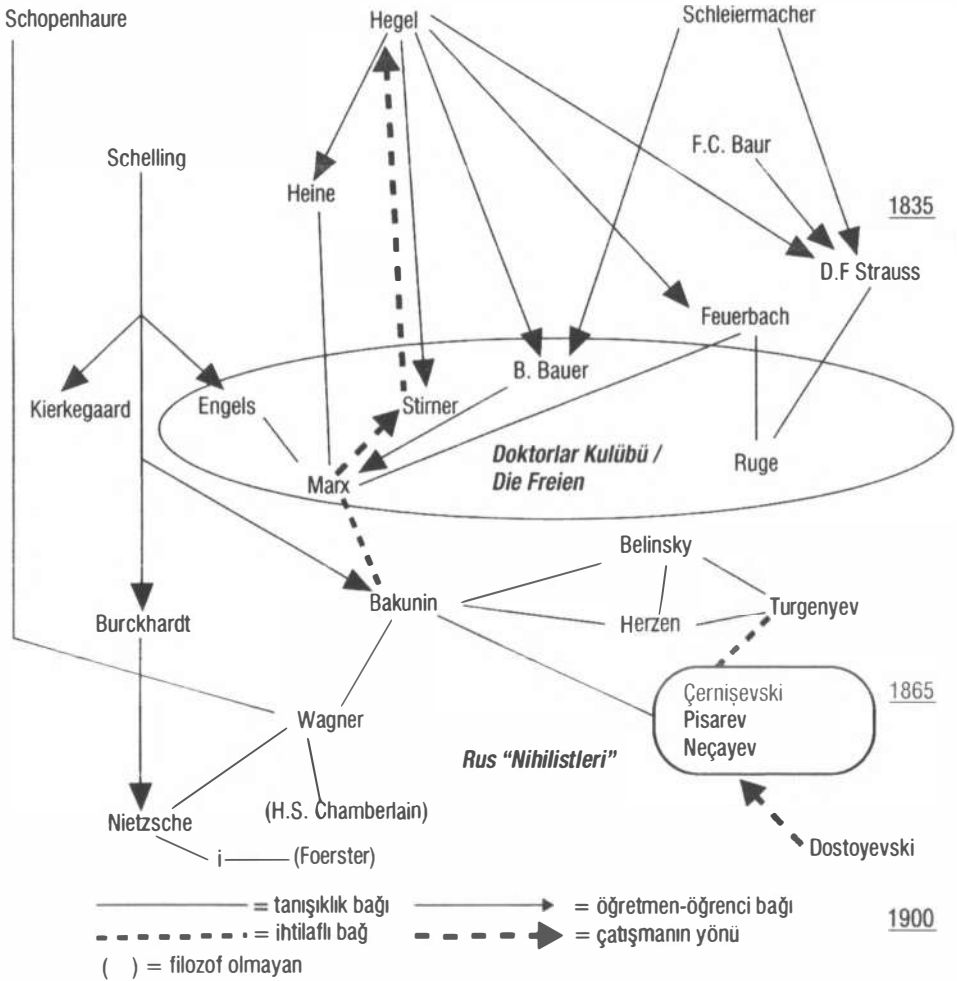 Schopenhaure
Hegel
Schleiermacher
F.C. Baur
Schelling
Heine
1835
D.F Strauss
Feuerbach
B. Bauer
Kierkegaard
Engels
Stirner
Doktorlar Kulübü /
Die Freien
Ruge
Marx
Belinsky
Bakunin
Turgenyev
Burckhardt
Herzen
Çernişevski
Pisarev
Neçayev
1865
Wagner
Rus "Nihilistleri"
(H.S. Chamberlain)
Nietzsche
i
(Foerster)
Dostoyevski
= tanışıklık bağı
= öğretmen-öğrenci bağı
1900
= ihtilaflı bağ
= çatışmanın yönü
( ) = filozof olmayan